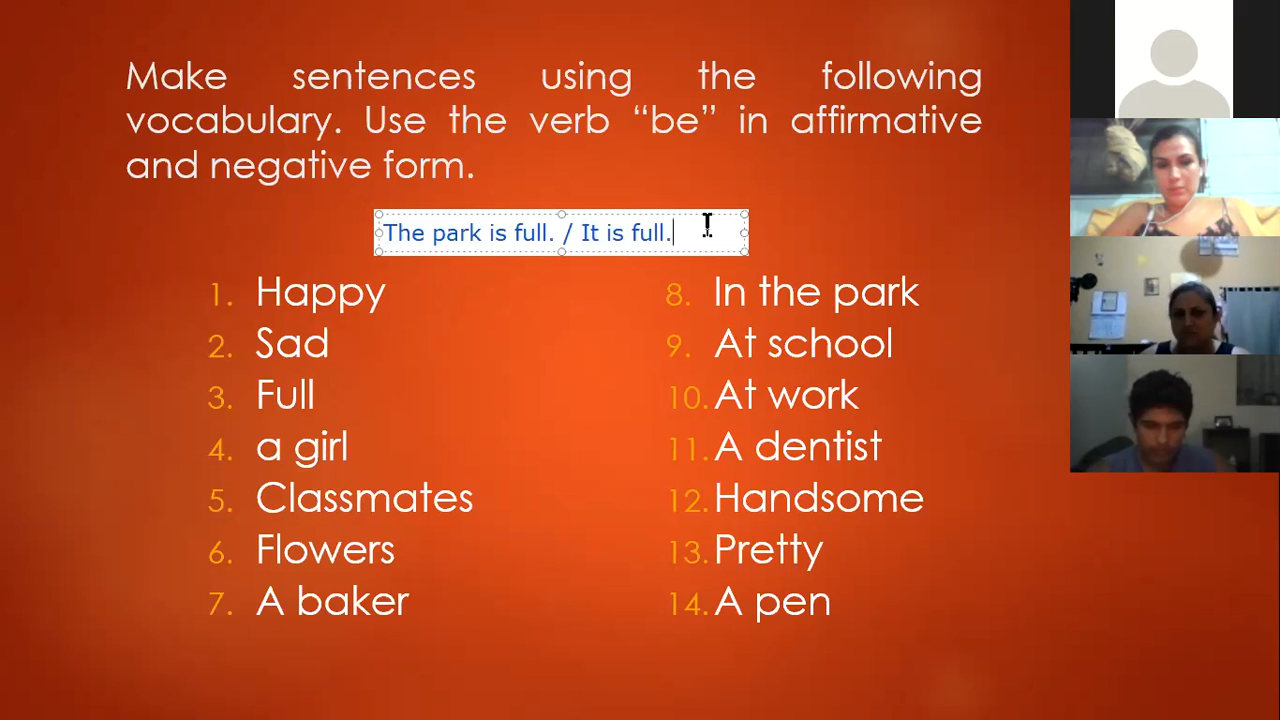 Make sentences using the following
vocabulary. Use the verb “be” in affirmative
and negative form.
The park is full. / It is full.
1. Happy
2. Sad
3. Full
4. a girl
5. Classmates
6. Flowers
7. A baker
8. In the park
9. At school
10. At work
11. A dentist
12. Handsome
13. Pretty
14. A pen